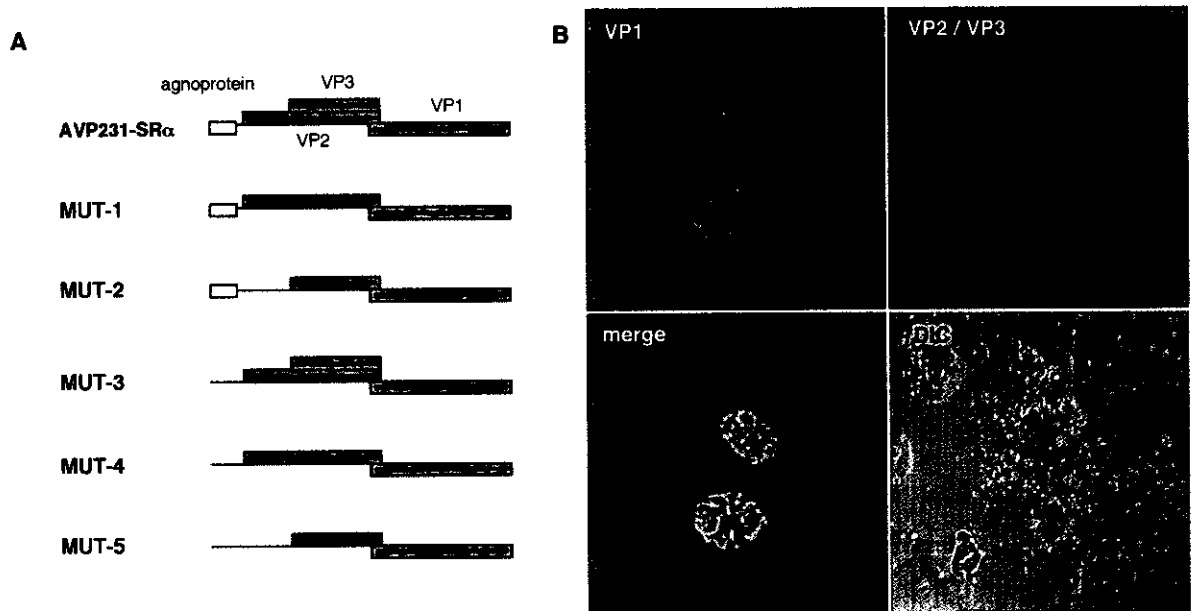 A
agnoprotein
VP3
VP1
AVP231-SRα
VP2
MUT-1
MUT-2
MUT-3
MUT-4
MUT-5
B
VP1
VP2 / VP3
merge
DIC